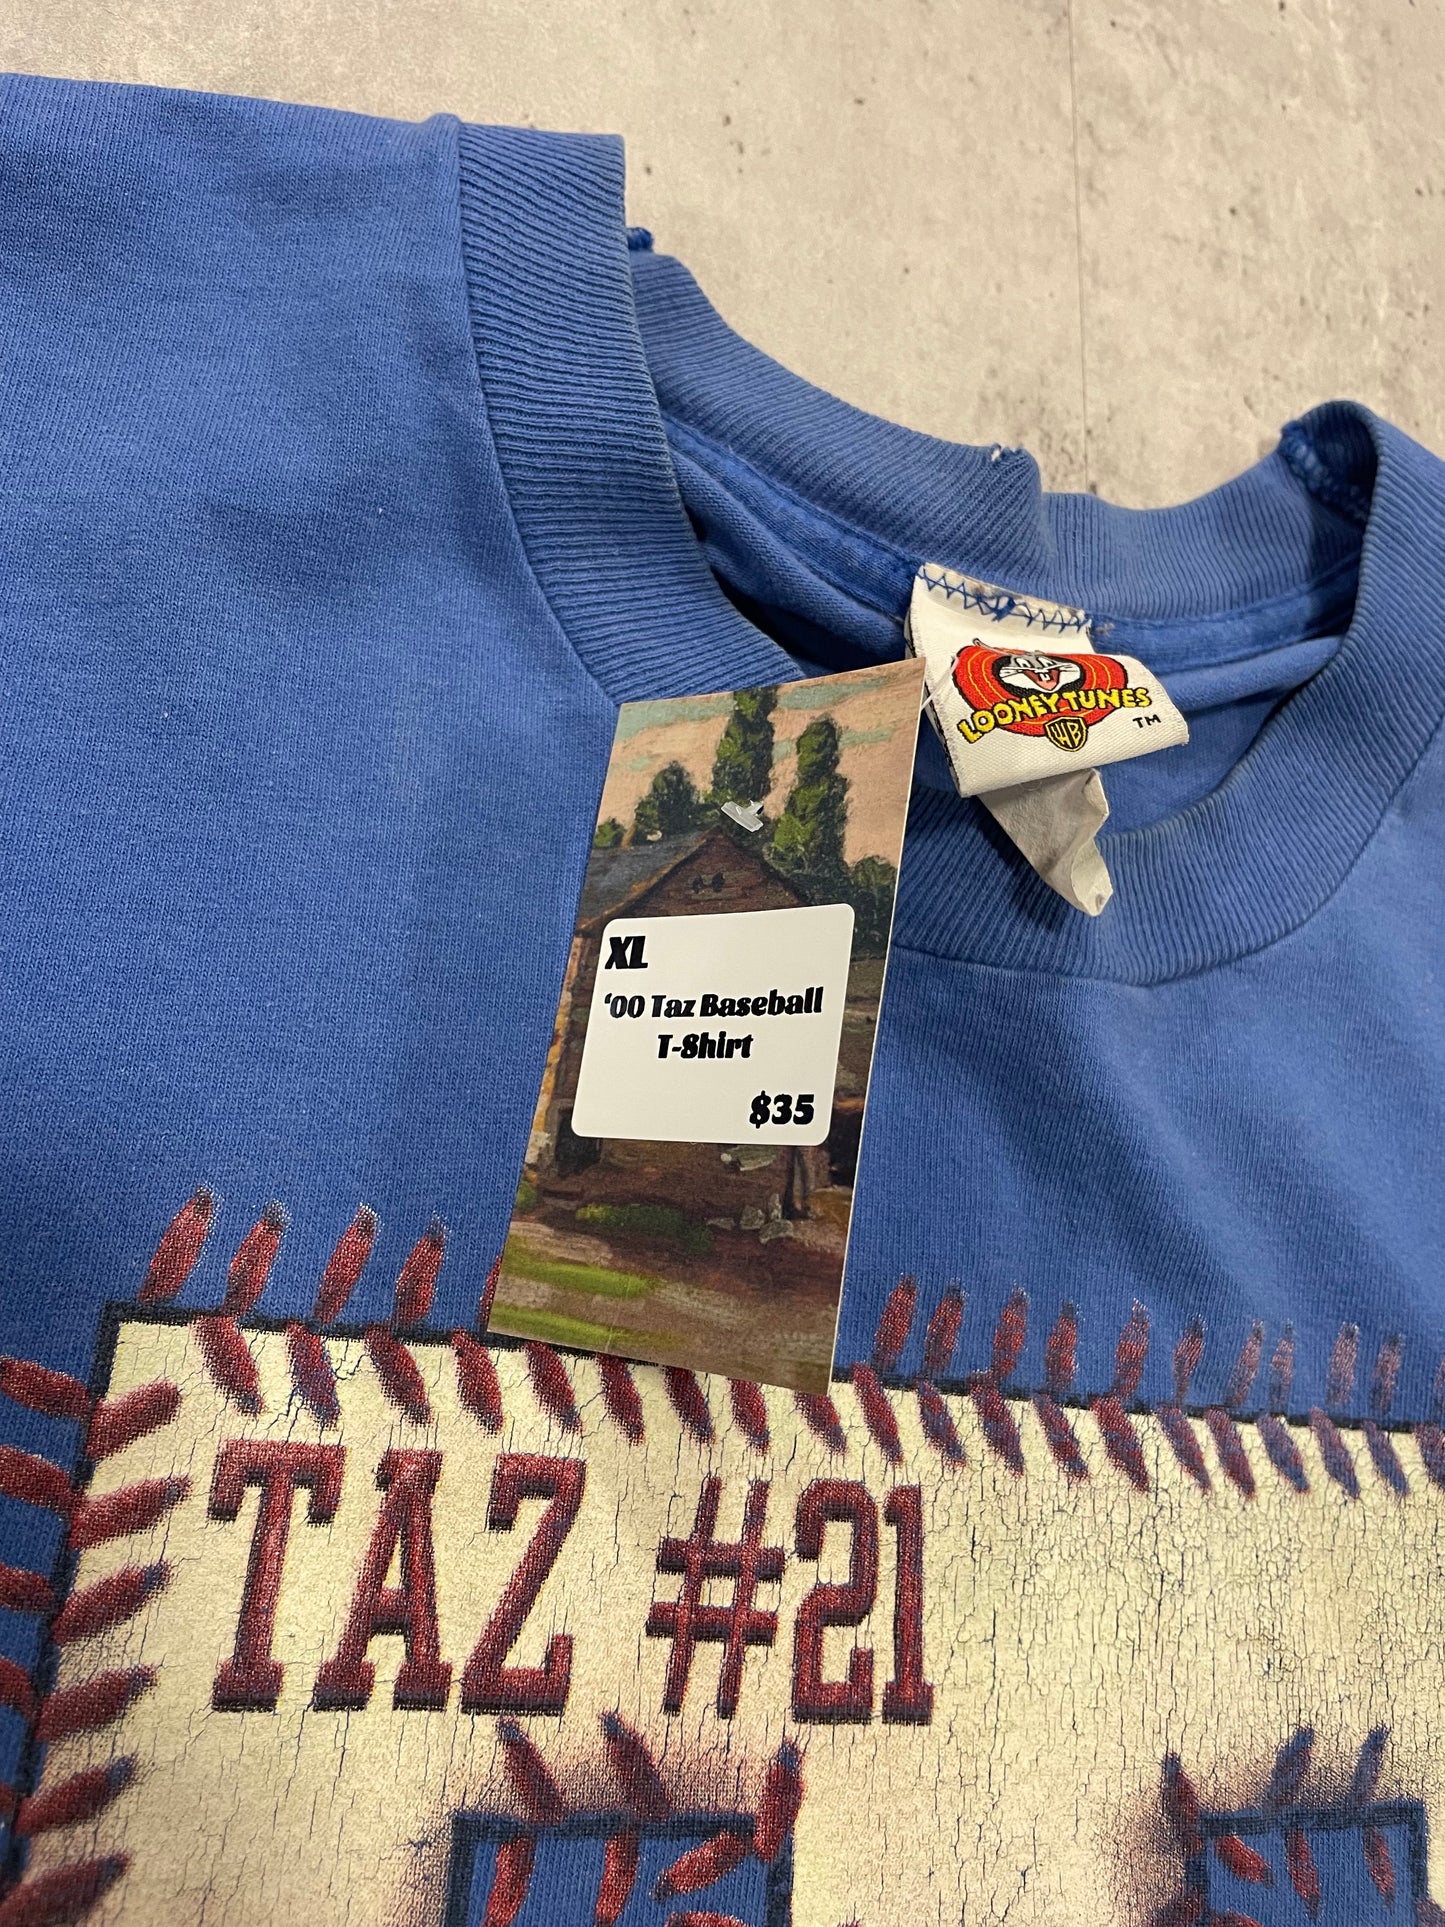 LOONEY TUNES
WB
TM
XL
‘00 Taz Baseball
T-Shirt
$35
TAZ #21